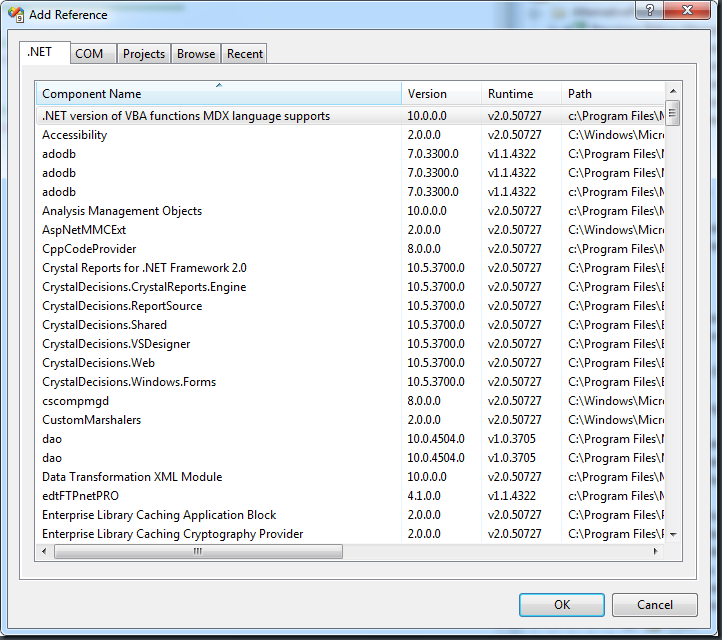 Add Reference
.NET COM Projects Browse Recent
Component Name Version Runtime Path
.NET version of VBA functions MDX language supports 10.0.0.0 v2.0.50727 c:\Program Files\M
Accessibility 2.0.0.0 v2.0.50727 C:\Windows\Micr
adodb 7.0.3300.0 v1.1.4322 C:\Program Files\
adodb 7.0.3300.0 v1.1.4322 C:\Program Files\
adodb 7.0.3300.0 v1.1.4322 c:\Program Files\
Analysis Management Objects 10.0.0.0 v2.0.50727 c:\Program Files\M
AspNetMMCExt 2.0.0.0 v2.0.50727 C:\Windows\Micr
CppCodeProvider 8.0.0.0 v2.0.50727 C:\Program Files\
Crystal Reports for .NET Framework 2.0 10.5.3700.0 v2.0.50727 C:\Program Files\
CrystalDecisions.CrystalReports.Engine 10.5.3700.0 v2.0.50727 C:\Program Files\
CrystalDecisions.ReportSource 10.5.3700.0 v2.0.50727 C:\Program Files\
CrystalDecisions.Shared 10.5.3700.0 v2.0.50727 C:\Program Files\
CrystalDecisions.VSDesigner 10.5.3700.0 v2.0.50727 C:\Program Files\
CrystalDecisions.Web 10.5.3700.0 v2.0.50727 C:\Program Files\
CrystalDecisions.Windows.Forms 10.5.3700.0 v2.0.50727 C:\Program Files\
cscompmgd 8.0.0.0 v2.0.50727 C:\Windows\Micr
CustomMarshalers 2.0.0.0 v2.0.50727 C:\Windows\Micr
dao 10.0.4504.0 v1.0.3705 C:\Program Files\
dao 10.0.4504.0 v1.0.3705 C:\Program Files\
Data Transformation XML Module 10.0.0.0 v2.0.50727 c:\Program Files\M
edtFTPnetPRO 4.1.0.0 v1.1.4322 C:\Program Files\
Enterprise Library Caching Application Block 2.0.0.0 v2.0.50727 C:\Program Files\
Enterprise Library Caching Cryptography Provider 2.0.0.0 v2.0.50727 C:\Program Files\
OK Cancel